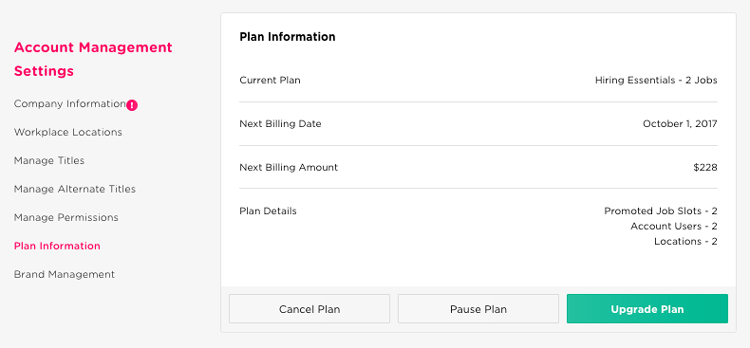 Account Management
Settings
Company Information !
Workplace Locations
Manage Titles
Manage Alternate Titles
Manage Permissions
Plan Information
Brand Management
Plan Information
Current Plan Hiring Essentials - 2 Jobs
Next Billing Date October 1, 2017
Next Billing Amount $228
Plan Details Promoted Job Slots - 2
Account Users - 2
Locations - 2
Cancel Plan Pause Plan Upgrade Plan